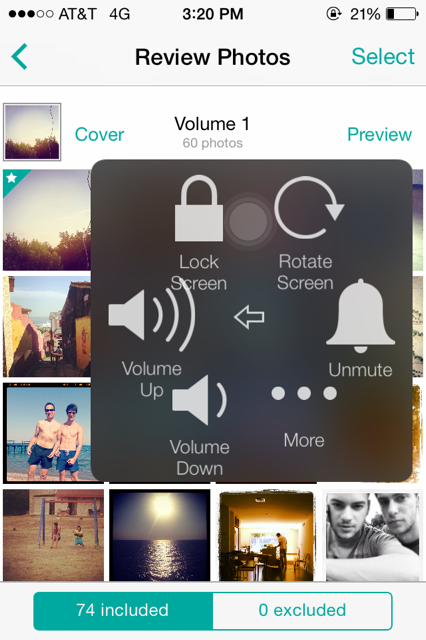 AT&T 4G 3:20 PM 21%
Review Photos Select
Cover
Volume 1
60 photos
Preview
Lock
Screen
Rotate
Screen
Volume
Up
Unmute
Volume
Down
More
74 included 0 excluded